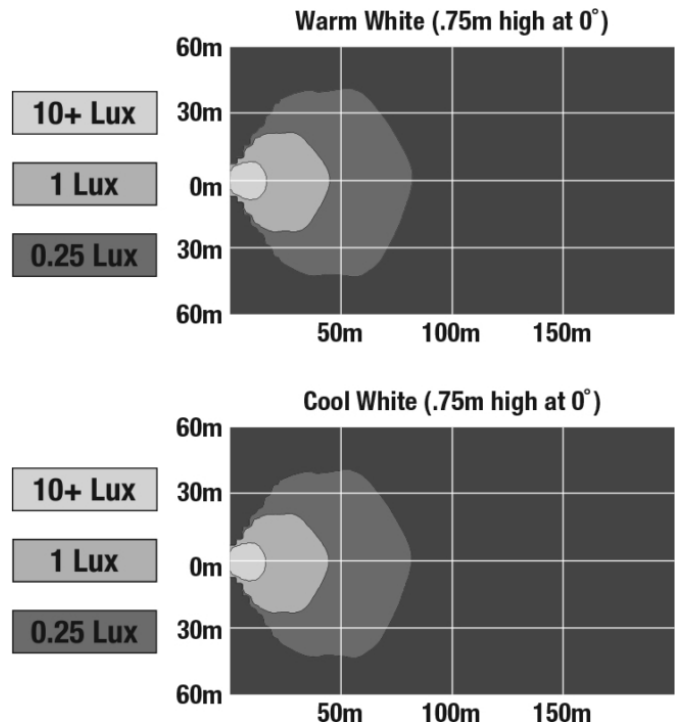 Warm White (.75m high at 0˚)
60m
10+ Lux
30m
1 Lux
0m
0.25 Lux
30m
60m
50m 100m 150m
Cool White (.75m high at 0˚)
60m
10+ Lux
30m
1 Lux
0m
0.25 Lux
30m
60m
50m 100m 150m